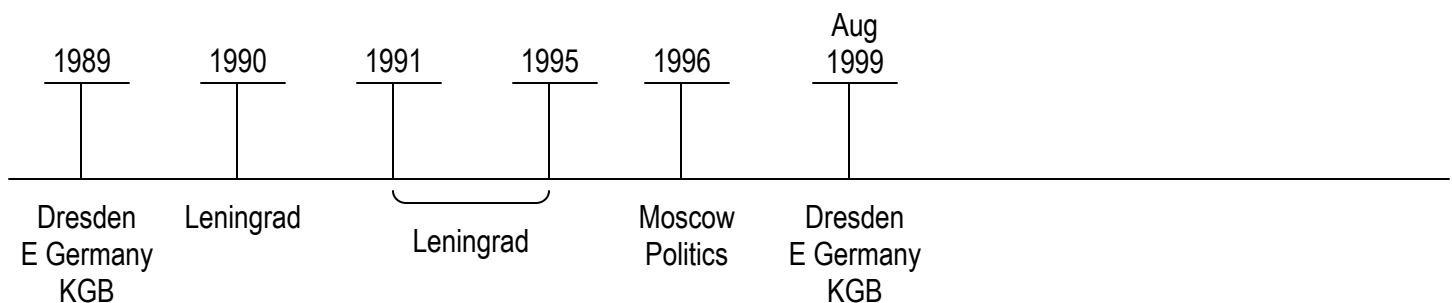 1989
1990
1991
1995
1996
Aug
1999
Dresden
E Germany
KGB
Leningrad
Leningrad
Moscow
Politics
Dresden
E Germany
KGB